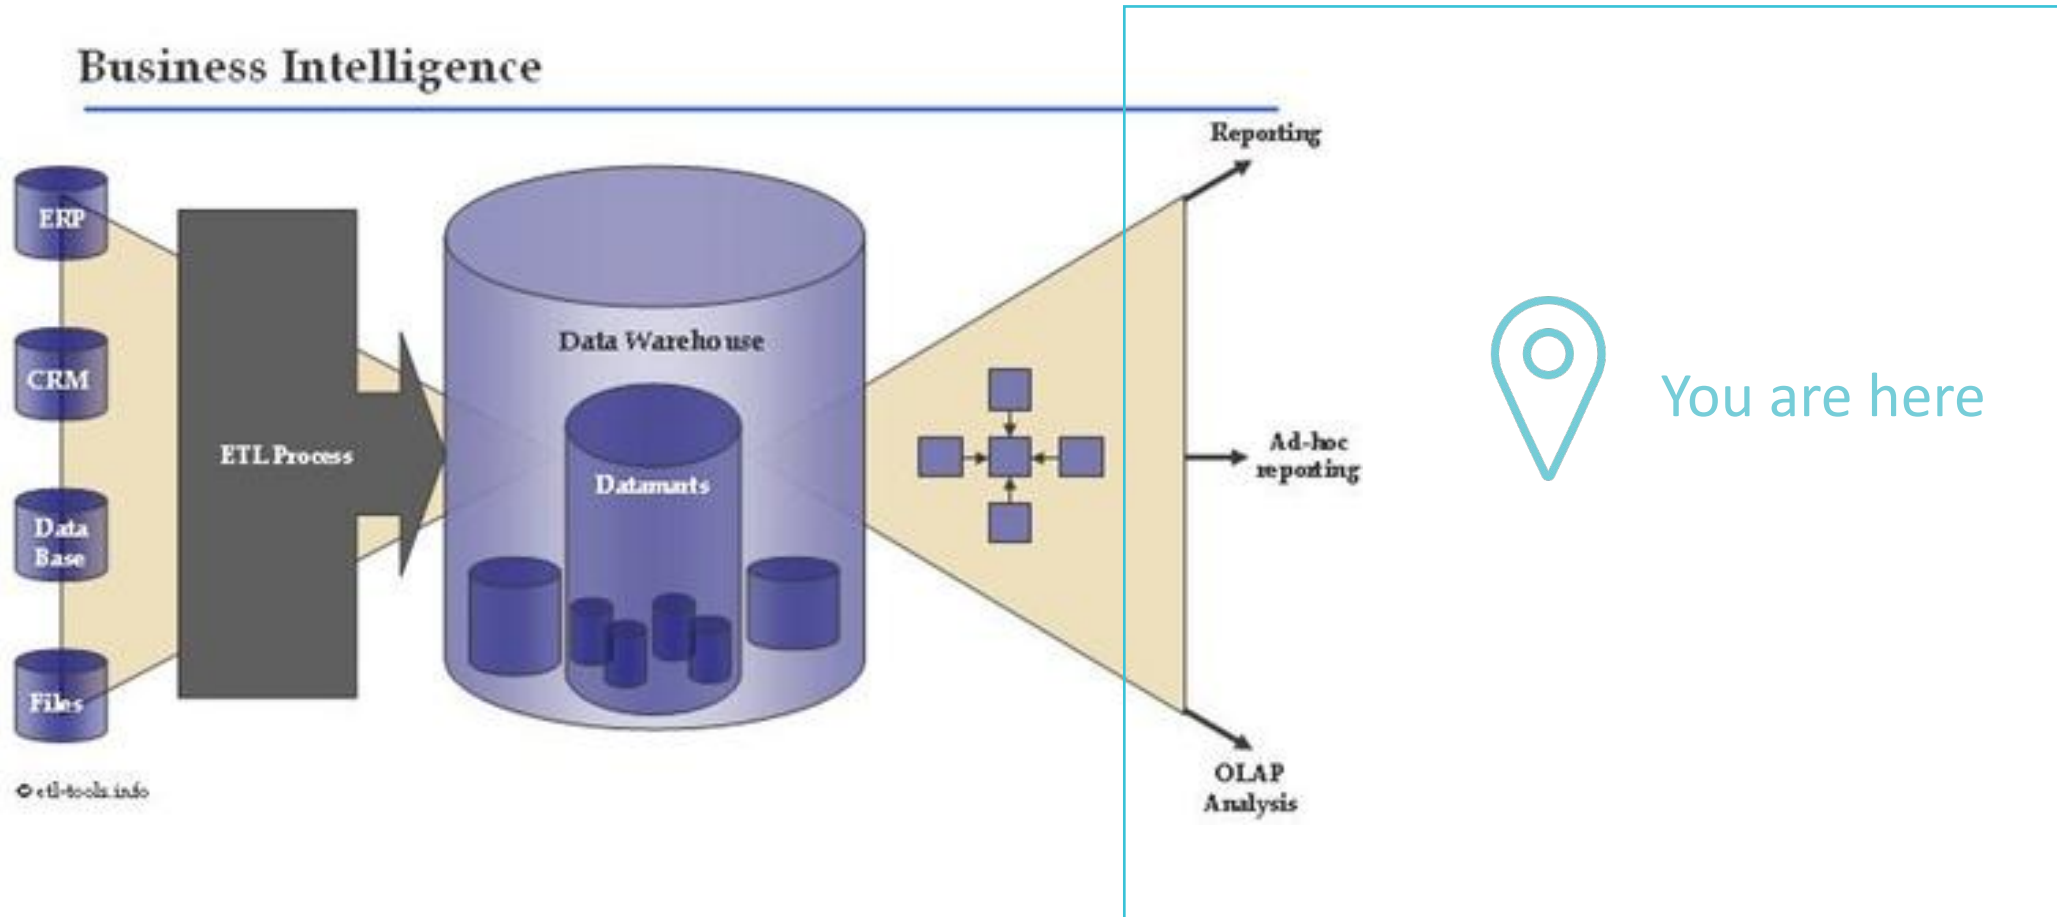 Business Intelligence
Reporting
ERP
Data Warehouse
CRM
You are here
ETL Process
Ad-hoc
reporting
Datamarts
Data
Base
Files
OLAP
Analysis
© etl-tools.info